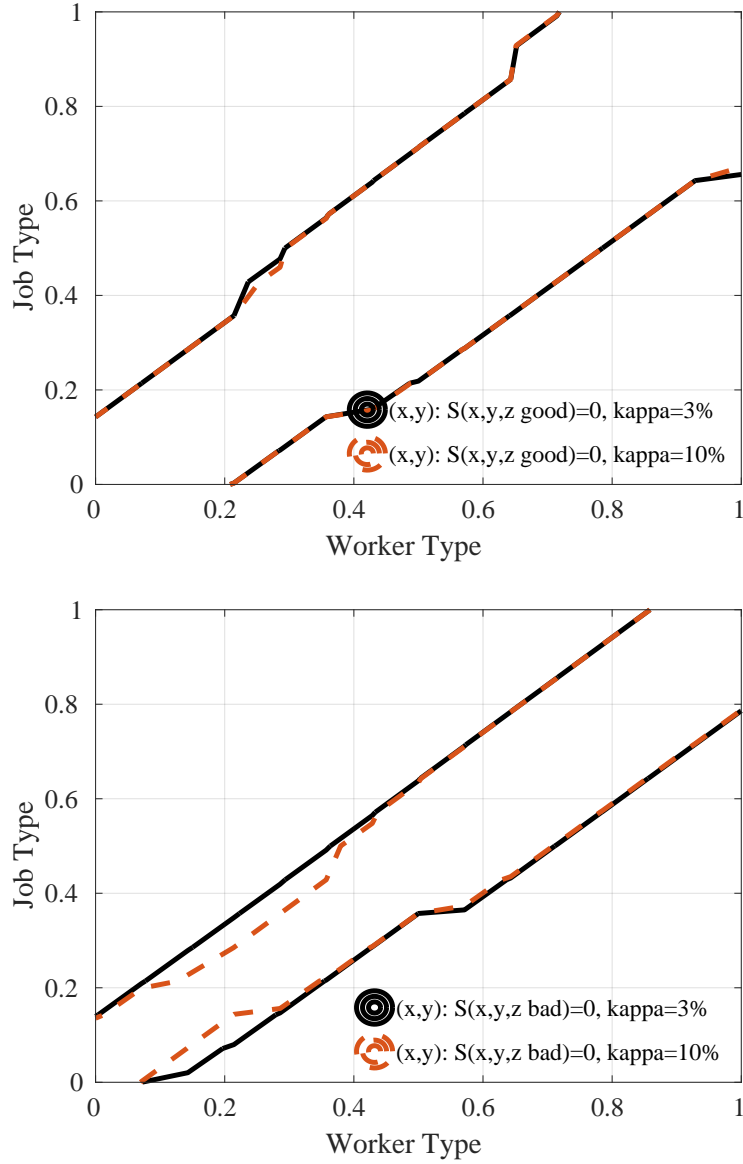 1
0.8
0.6
0.4
0.2
0
Job Type
(x,y): S(x,y,z good)=0, kappa=3%
(x,y): S(x,y,z good)=0, kappa=10%
0 0.2 0.4 0.6 0.8 1
Worker Type
1
0.8
0.6
0.4
0.2
0
Job Type
(x,y): S(x,y,z bad)=0, kappa=3%
(x,y): S(x,y,z bad)=0, kappa=10%
0 0.2 0.4 0.6 0.8 1
Worker Type